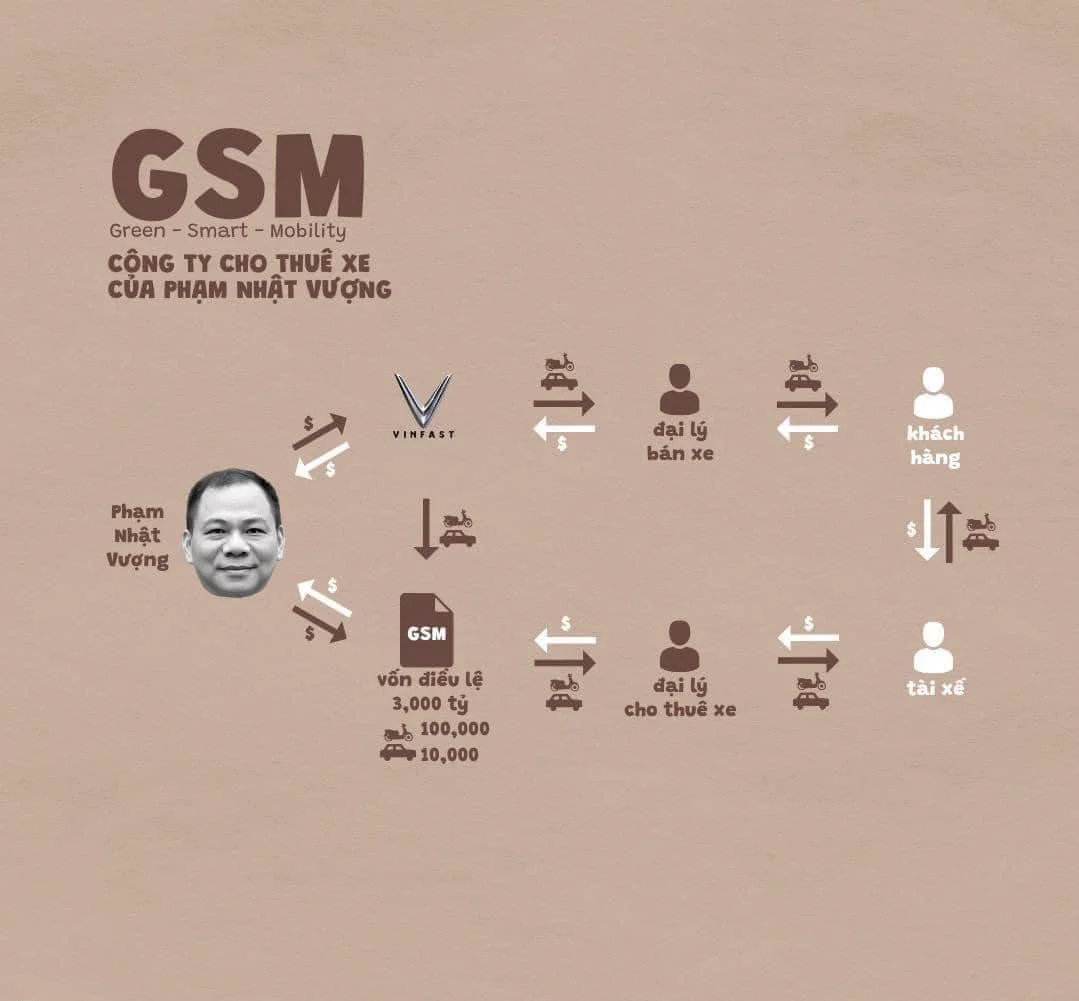 GSM
Green - Smart - Mobility
CÔNG TY CHO THUÊ XE
CỦA PHẠM NHẬT VƯỢNG
$
$
VINFAST
$
đại lý
bán xe
$
khách
hàng
Phạm
Nhật
Vượng
$
$
$
GSM
vốn điều lệ
3,000 tỷ
100,000
10,000
$
đại lý
cho thuê xe
$
tài xế